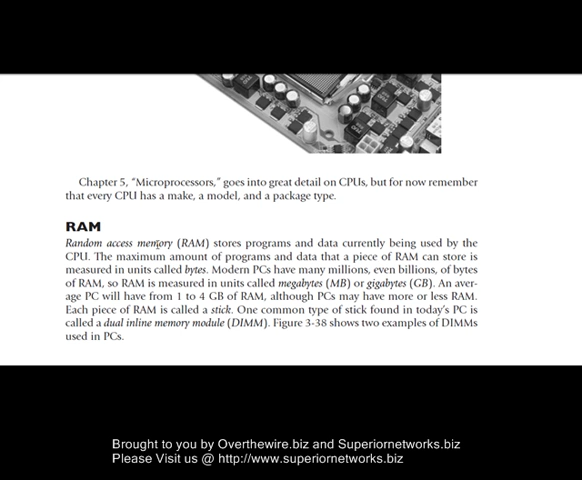 Chapter 5, “Microprocessors,” goes into great detail on CPUs, but for now remember
that every CPU has a make, a model, and a package type.
RAM
Random access memory (RAM) stores programs and data currently being used by the
CPU. The maximum amount of programs and data that a piece of RAM can store is
measured in units called bytes. Modern PCs have many millions, even billions, of bytes
of RAM, so RAM is measured in units called megabytes (MB) or gigabytes (GB). An aver-
age PC will have from 1 to 4 GB of RAM, although PCs may have more or less RAM.
Each piece of RAM is called a stick. One common type of stick found in today’s PC is
called a dual inline memory module (DIMM). Figure 3-38 shows two examples of DIMMs
used in PCs.
Brought to you by Overthewire.biz and Superiornetworks.biz
Please Visit us @ http://www.superiornetworks.biz